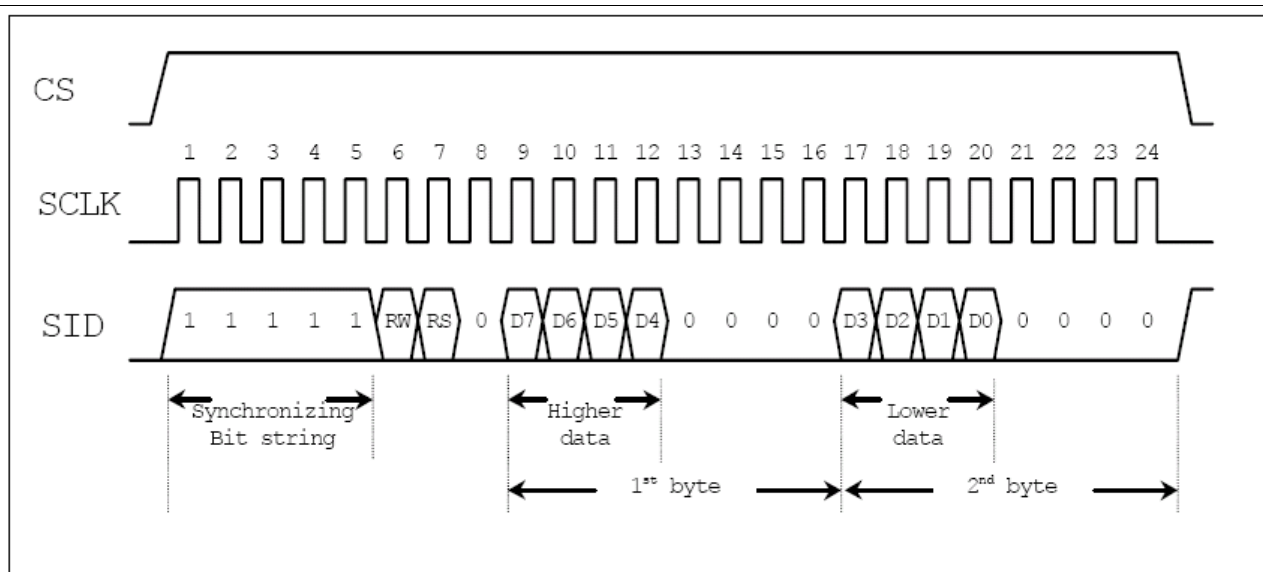 CS
1 2 3 4 5 6 7 8 9 10 11 12 13 14 15 16 17 18 19 20 21 22 23 24
SCLK
SID
1 1 1 1 1 RW RS 0 D7 D6 D5 D4 0 0 0 0 D3 D2 D1 D0 0 0 0 0
Synchronizing Higher Lower
Bit string data data
1st byte 2nd byte